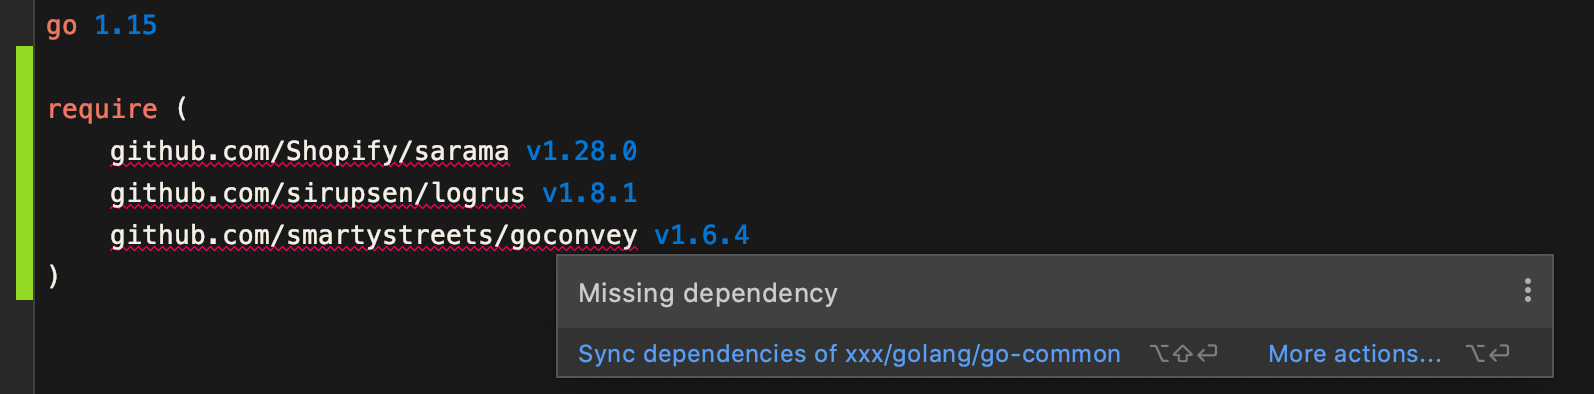 go 1.15
require (
github.com/Shopify/sarama v1.28.0
github.com/sirupsen/logrus v1.8.1
github.com/smartystreets/goconvey v1.6.4
)
Missing dependency
Sync dependencies of xxx/golang/go-common ⌥⇧⏎ More actions... ⌥⏎